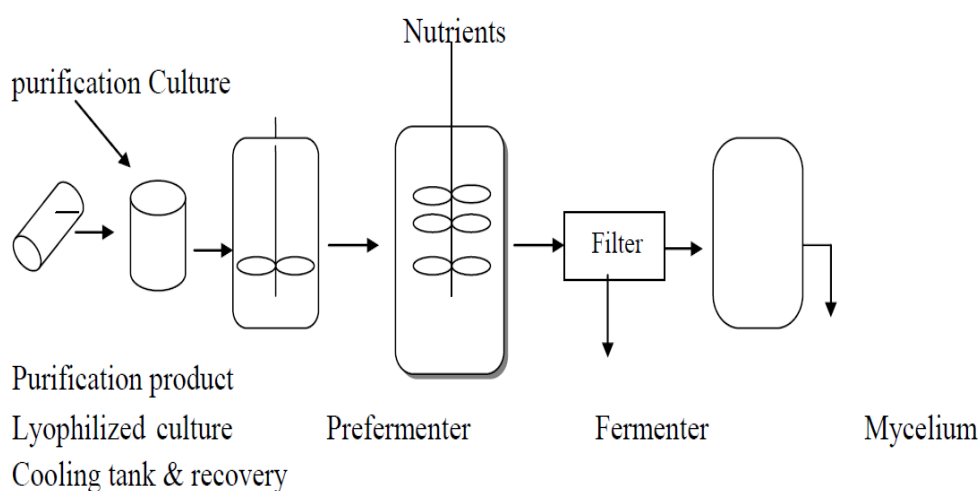 Nutrients
purification Culture
Filter
Purification product
Lyophilized culture Prefermenter Fermenter Mycelium
Cooling tank & recovery